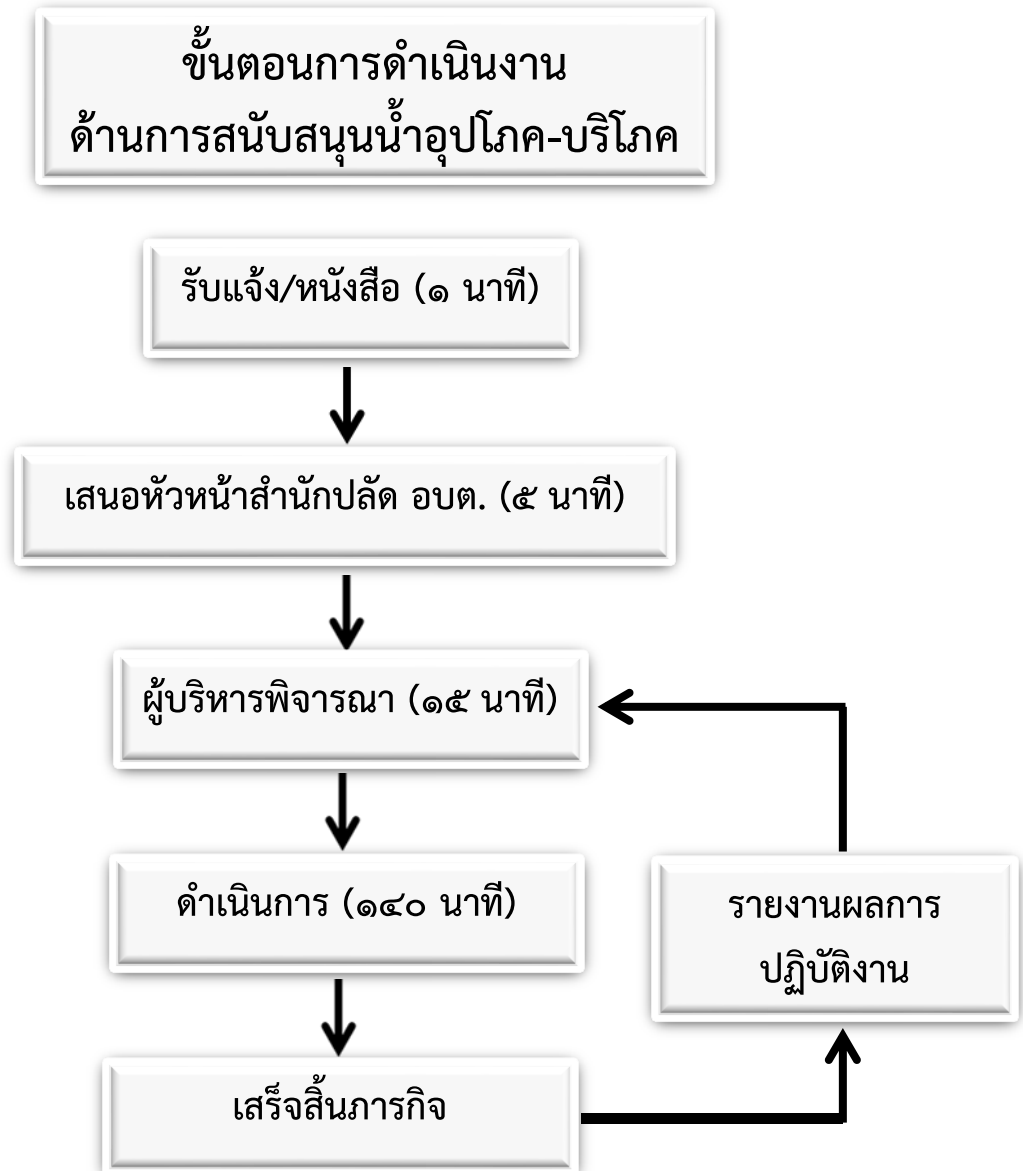 ขั้นตอนการดำเนินงาน
ด้านการสนับสนุนน้ำอุปโภค-บริโภค
รับแจ้ง/หนังสือ (๑ นาที)
เสนอหัวหน้าสำนักปลัด อบต. (๕ นาที)
ผู้บริหารพิจารณา (๑๕ นาที)
ดำเนินการ (๑๔๐ นาที)
รายงานผลการ
ปฏิบัติงาน
เสร็จสิ้นภารกิจ